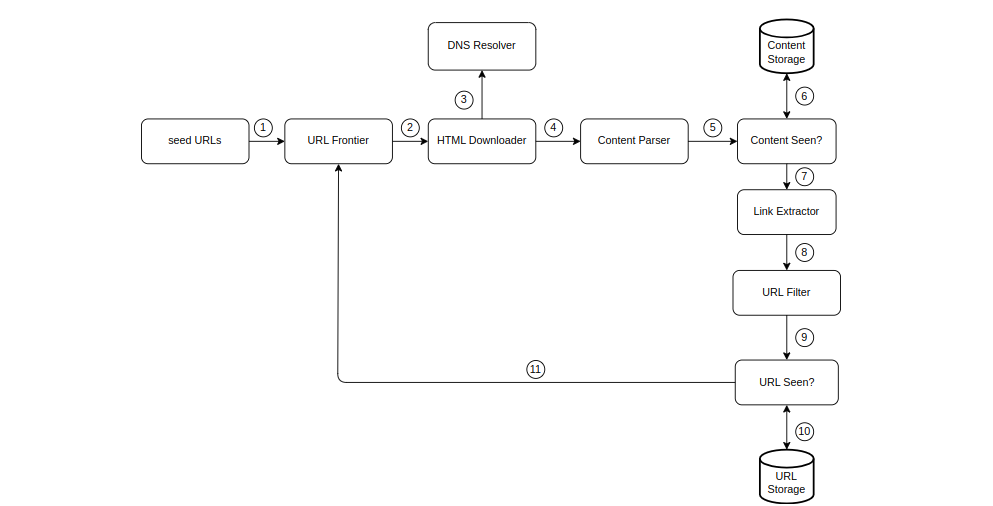 DNS Resolver
Content
Storage
3
6
seed URLs
1
URL Frontier
2
HTML Downloader
4
Content Parser
5
Content Seen?
7
Link Extractor
8
URL Filter
9
11
URL Seen?
10
URL
Storage